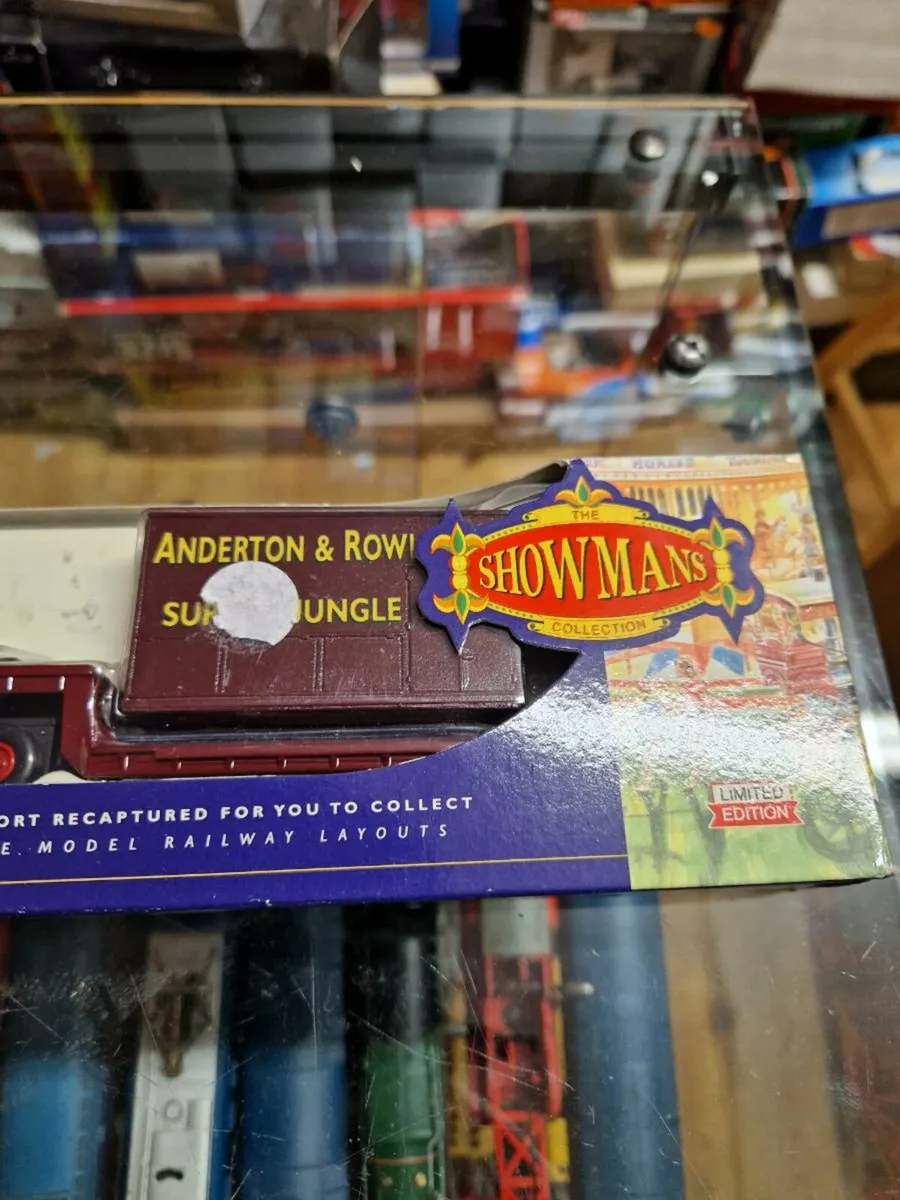 ANDERTON & ROWL
SUP JUNGLE
THE
SHOWMANS
COLLECTION
LIMITED
EDITION
ORT RECAPTURED FOR YOU TO COLLECT
E MODEL RAILWAY LAYOUTS